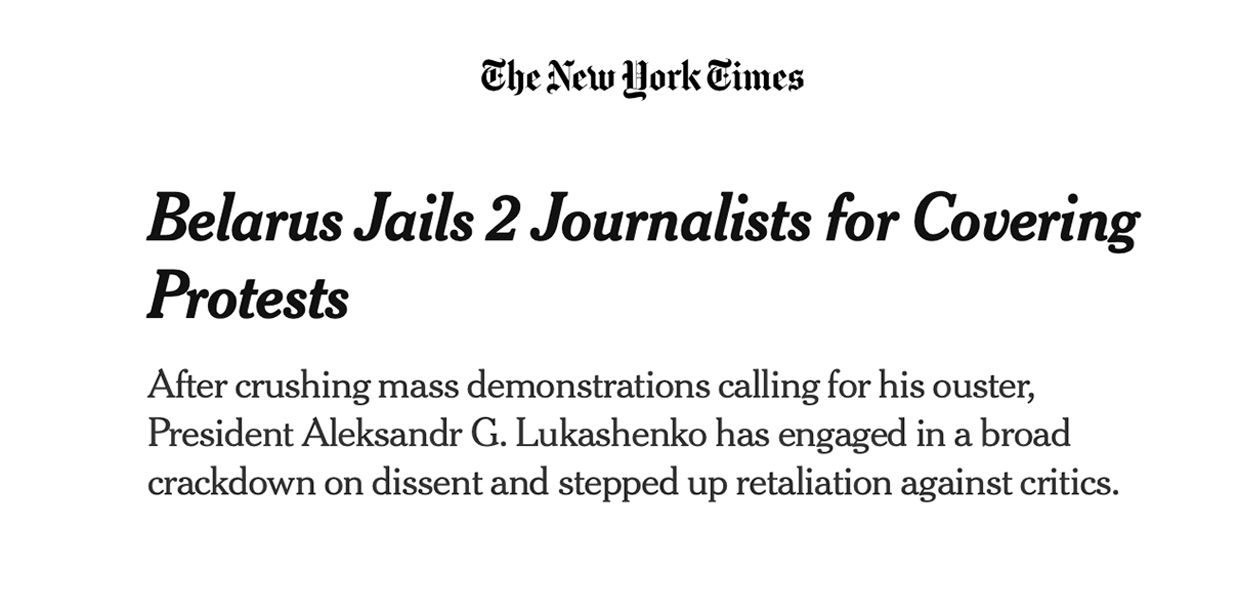 The New York Times
Belarus Jails 2 Journalists for Covering
Protests
After crushing mass demonstrations calling for his ouster,
President Aleksandr G. Lukashenko has engaged in a broad
crackdown on dissent and stepped up retaliation against critics.